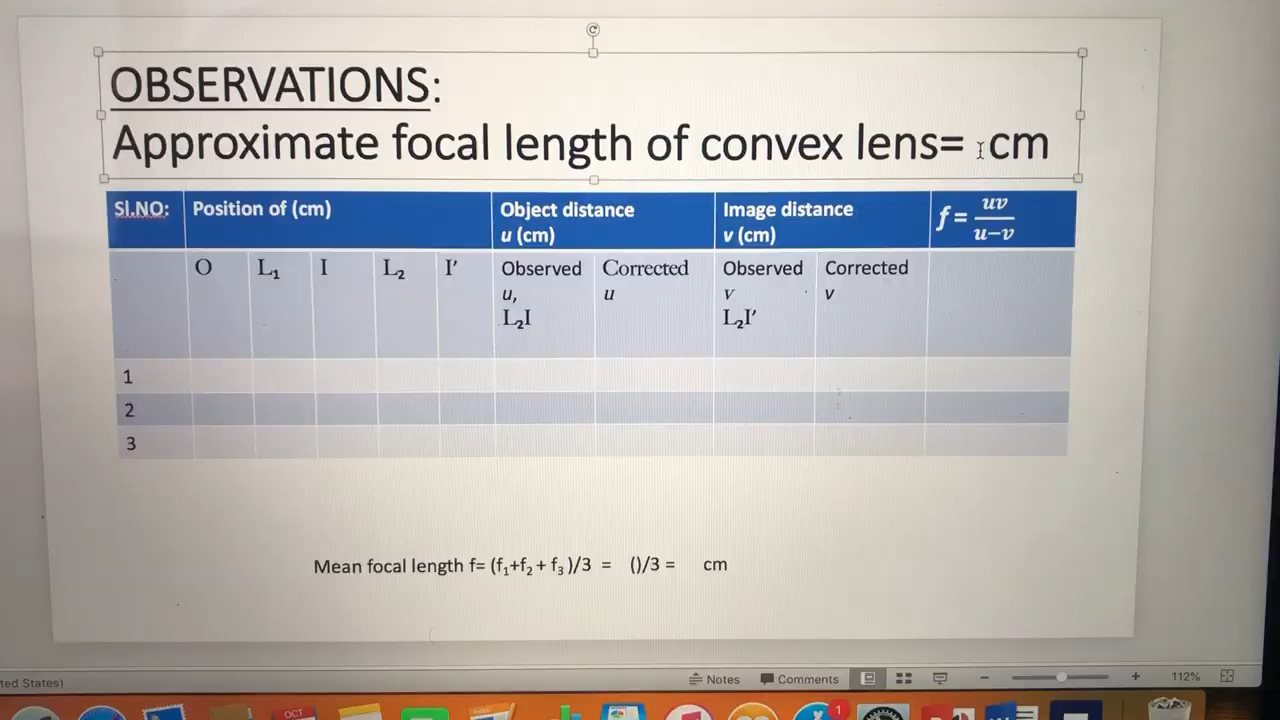 OBSERVATIONS:
Approximate focal length of convex lens= cm
Sl.NO: Position of (cm) Object distance u (cm) Image distance v (cm) f = uv/u−v
O L₁ I L₂ I′ Observed u, L₂I Corrected u Observed v L₂I′ Corrected v
1
2
3
Mean focal length f= (f₁+f₂ + f₃ )/3 = ()/3 = cm
ted States)
Notes
Comments
112%
OCT
1